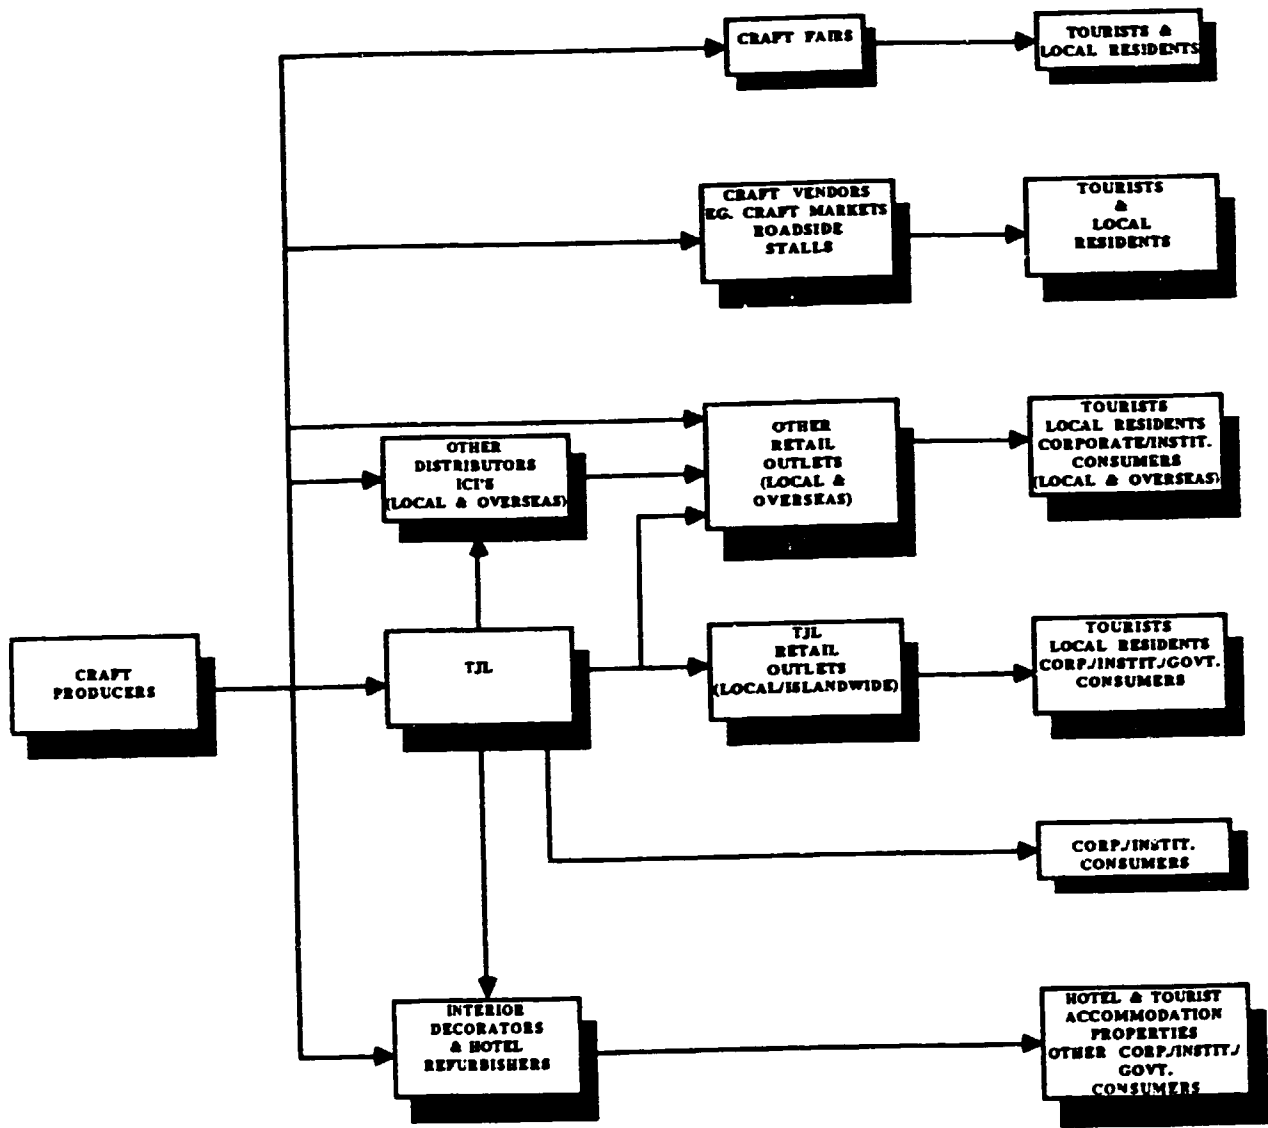 CRAFT FAIRS
TOURISTS &
LOCAL RESIDENTS
CRAFT VENDORS
EG. CRAFT MARKETS
ROADSIDE
STALLS
TOURISTS
&
LOCAL
RESIDENTS
OTHER
DISTRIBUTORS
ICI'S
(LOCAL & OVERSEAS)
OTHER
RETAIL
OUTLETS
(LOCAL &
OVERSEAS)
TOURISTS
LOCAL RESIDENTS
CORPORATE/INSTIT.
CONSUMERS
(LOCAL & OVERSEAS)
CRAFT
PRODUCERS
TJL
TJL
RETAIL
OUTLETS
(LOCAL/ISLANDWIDE)
TOURISTS
LOCAL RESIDENTS
CORP./INSTIT./GOVT.
CONSUMERS
CORP./INSTIT.
CONSUMERS
INTERIOR
DECORATORS
& HOTEL
REFURBISHERS
HOTEL & TOURIST
ACCOMMODATION
PROPERTIES
OTHER CORP./INSTIT./
GOVT.
CONSUMERS